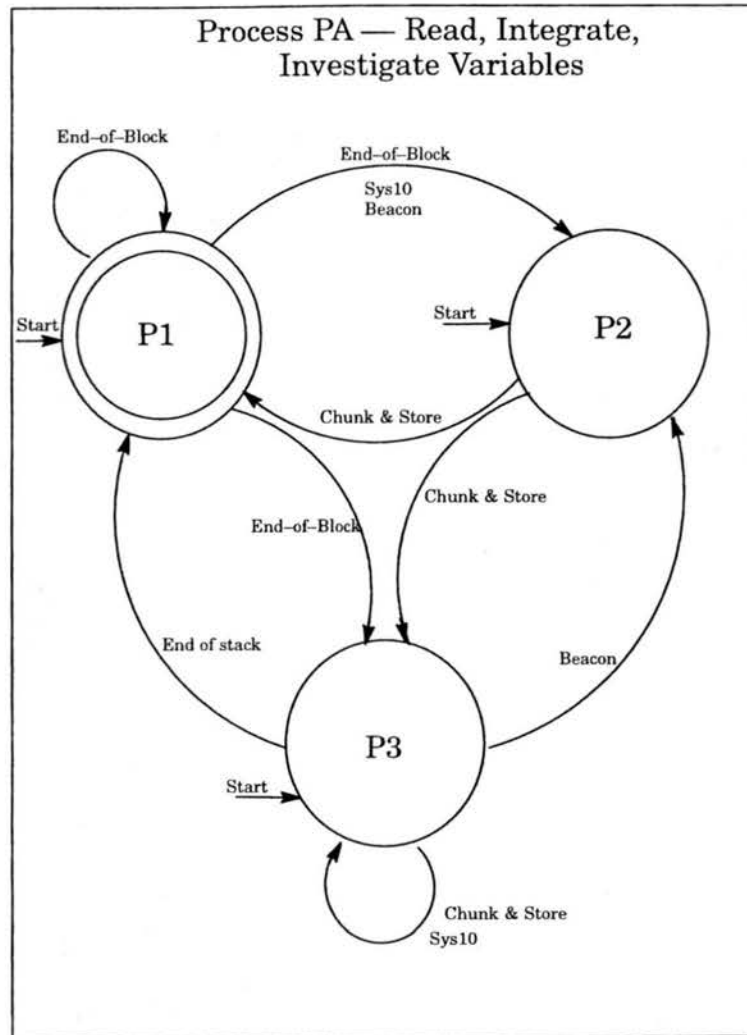 Process PA — Read, Integrate,
Investigate Variables
End–of–Block
End–of–Block
Sys10
Beacon
Start
P1
Start
P2
Chunk & Store
Chunk & Store
End–of–Block
End of stack
Beacon
P3
Start
Chunk & Store
Sys10